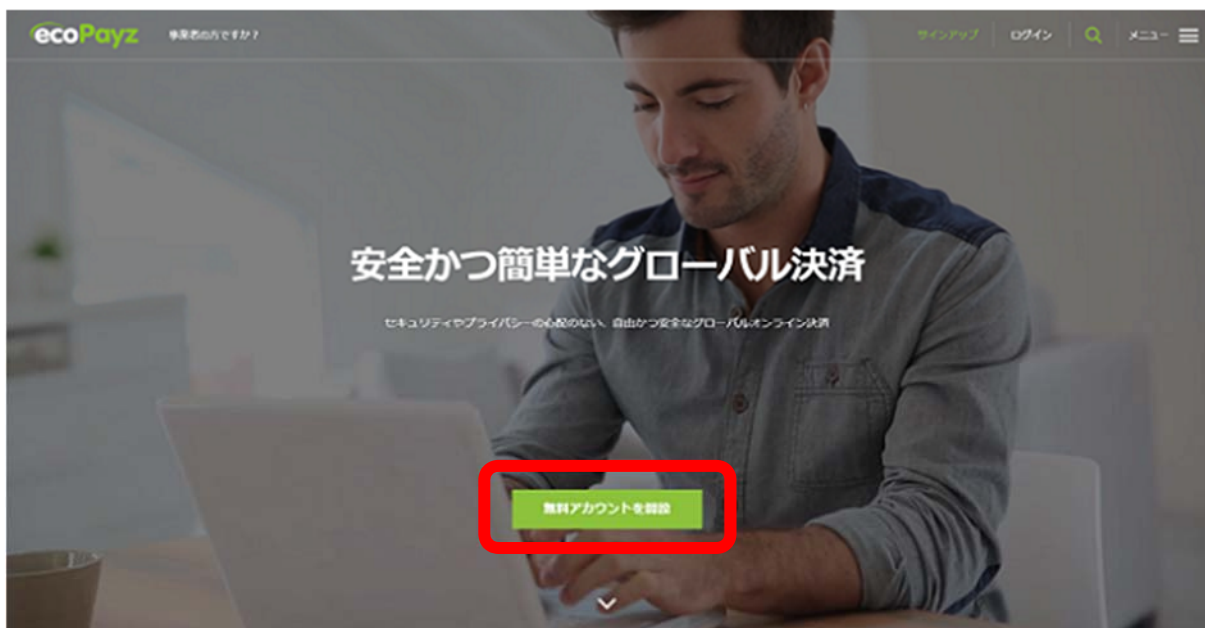 ecoPayz
事業者の方ですか?
サインアップ
ログイン
メニュー
安全かつ簡単なグローバル決済
セキュリティやプライバシーの心配のない、自由かつ安全なグローバルオンライン決済
無料アカウントを開設